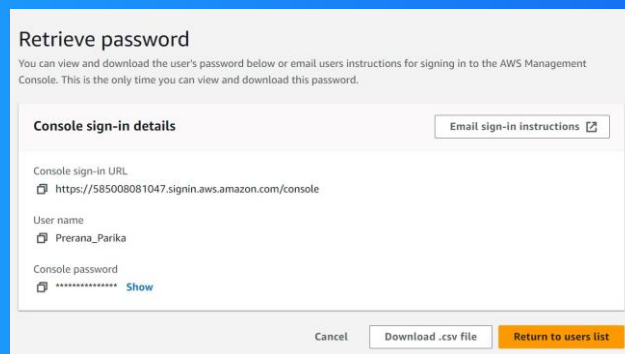 Retrieve password
You can view and download the user's password below or email users instructions for signing in to the AWS Management
Console. This is the only time you can view and download this password.
Console sign-in details
Email sign-in instructions
Console sign-in URL
https://585008081047.signin.aws.amazon.com/console
User name
Prerana_Parika
Console password
*************** Show
Cancel
Download .csv file
Return to users list